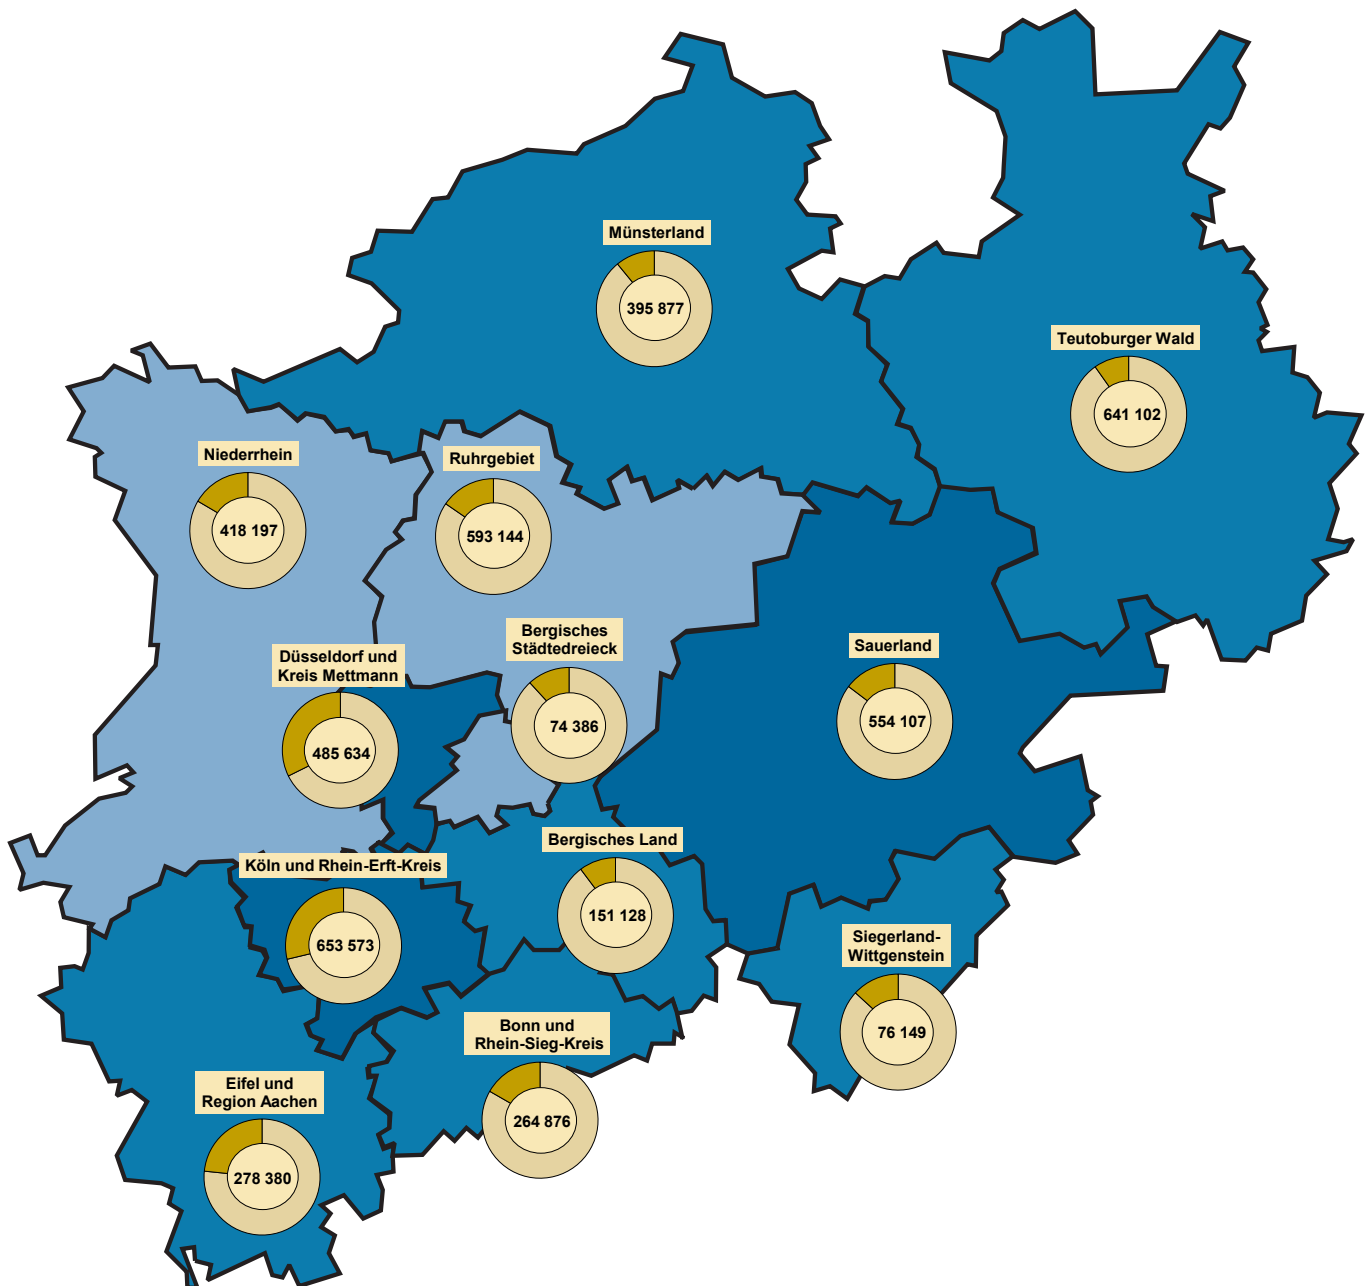 Münsterland
395 877
Teutoburger Wald
641 102
Niederrhein
418 197
Ruhrgebiet
593 144
Bergisches
Städtedreieck
74 386
Düsseldorf und
Kreis Mettmann
485 634
Sauerland
554 107
Bergisches Land
151 128
Köln und Rhein-Erft-Kreis
653 573
Siegerland-
Wittgenstein
76 149
Bonn und
Rhein-Sieg-Kreis
264 876
Eifel und
Region Aachen
278 380